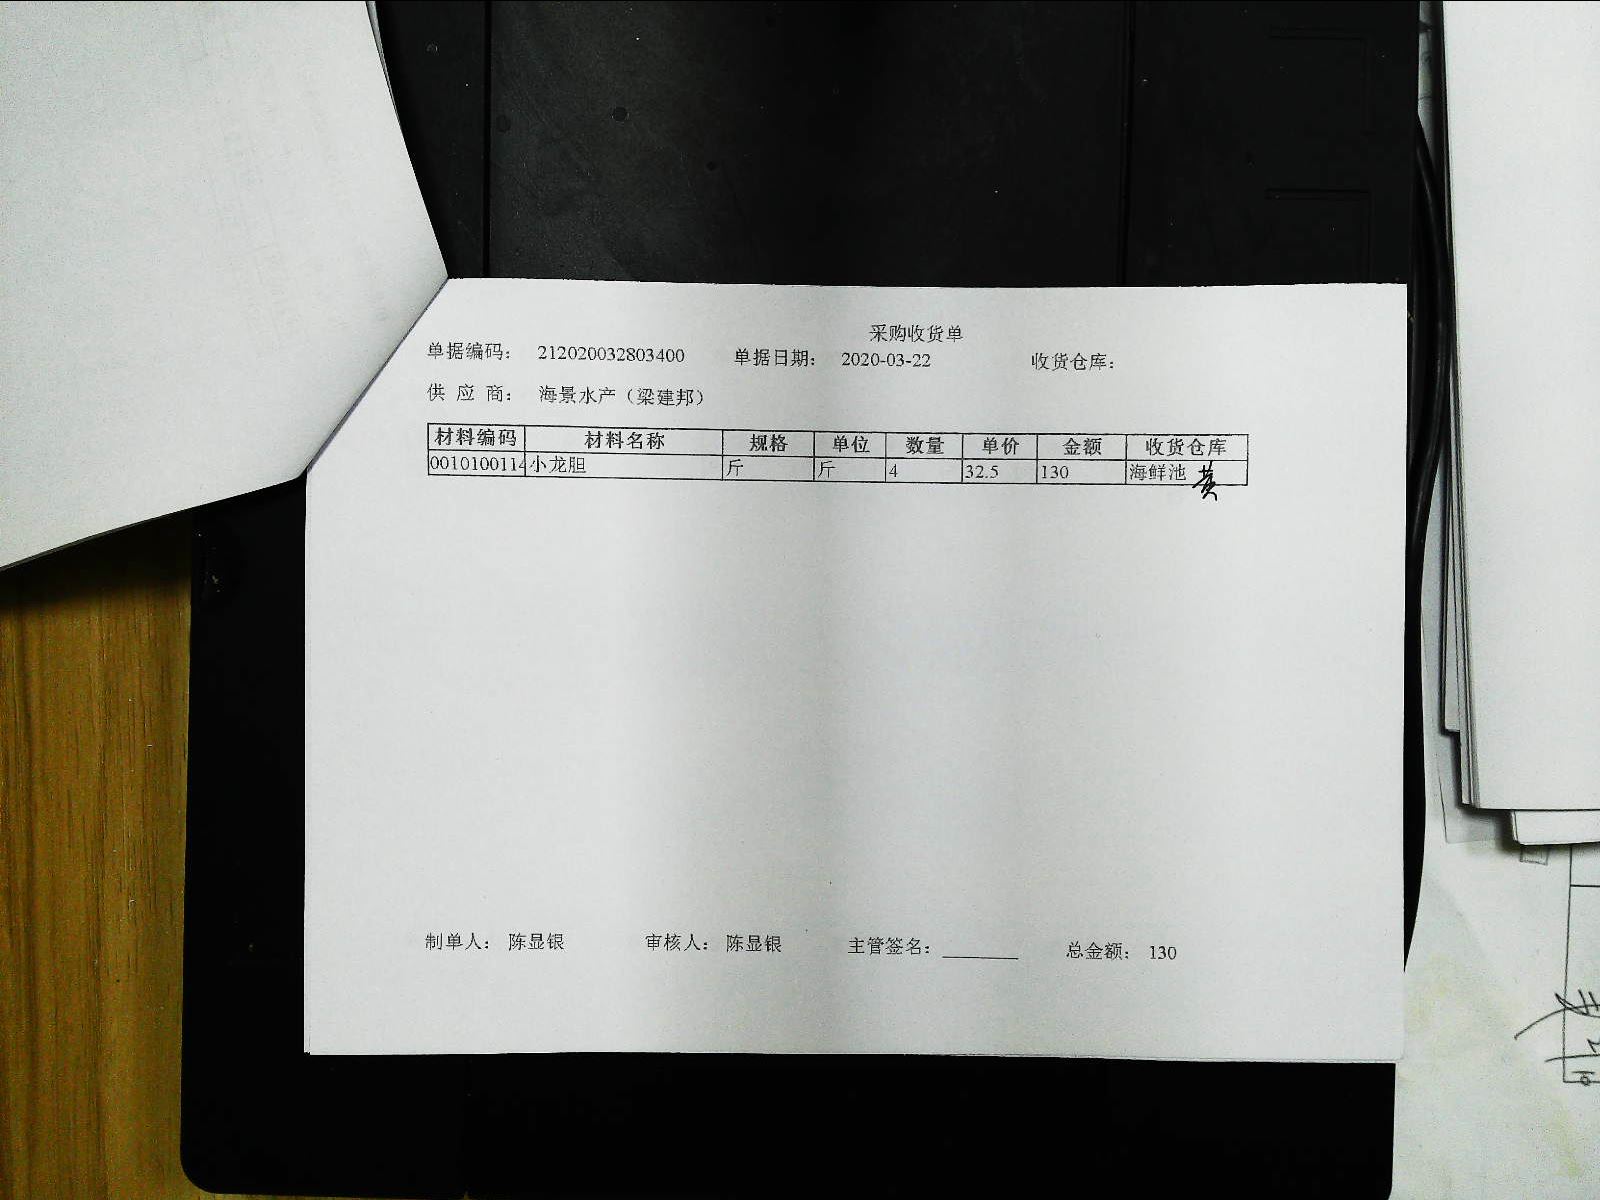 采购收货单
单据编码： 212020032803400 单据日期： 2020-03-22 收货仓库：
供 应 商： 海景水产（梁建邦）
材料编码 材料名称 规格 单位 数量 单价 金额 收货仓库
0010100114 小龙胆 斤 斤 4 32.5 130 海鲜池 黄
制单人： 陈显银 审核人： 陈显银 主管签名： ________ 总金额： 130